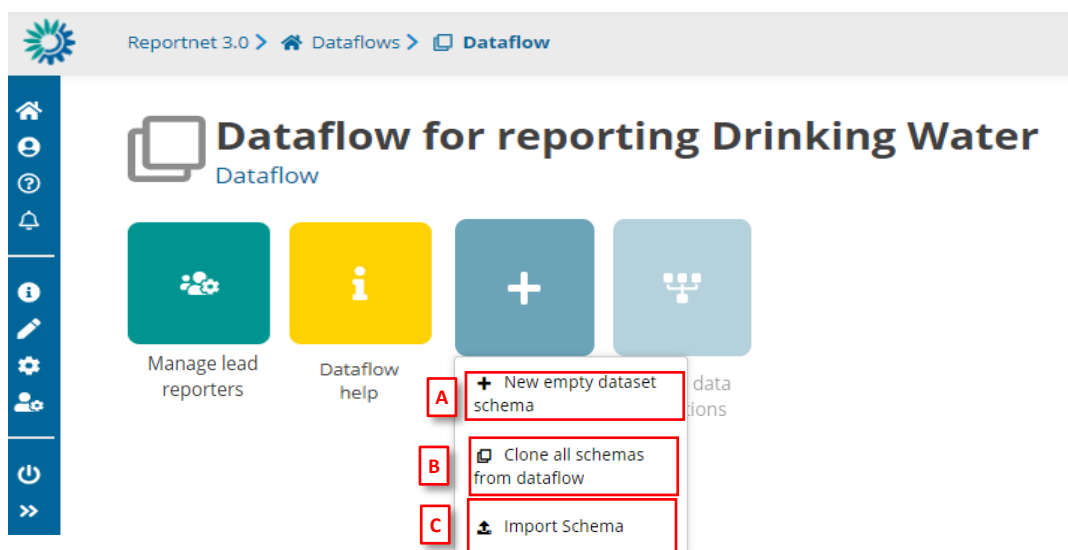 Reportnet 3.0 Dataflows Dataflow
Dataflow for reporting Drinking Water
Dataflow
Manage lead
reporters
Dataflow
help
A
New empty dataset
schema
data
B
Clone all schemas
from dataflow
C
Import Schema